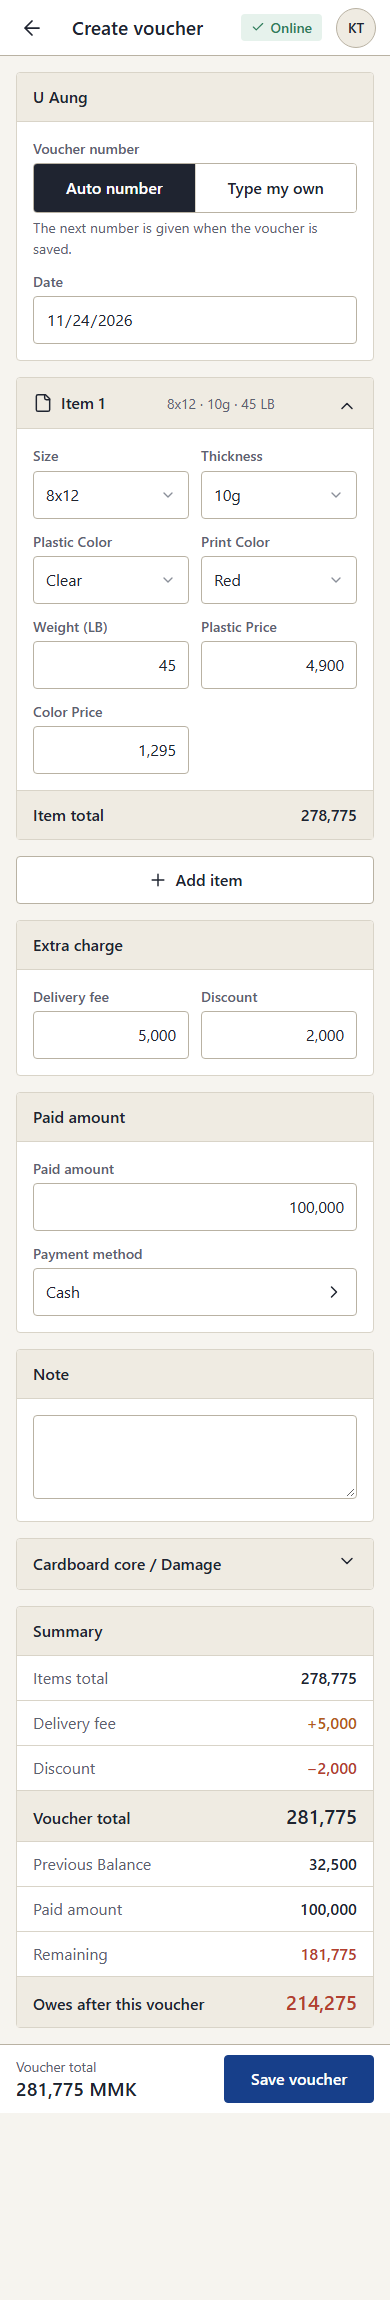 Create voucher
Online
KT
U Aung
Voucher number
Auto number
Type my own
The next number is given when the voucher is
saved.
Date
11/24/2026
Item 1
8x12 · 10g · 45 LB
Size
Thickness
8x12
10g
Plastic Color
Print Color
Clear
Red
Weight (LB)
Plastic Price
45
4,900
Color Price
1,295
Item total
278,775
Add item
Extra charge
Delivery fee
Discount
5,000
2,000
Paid amount
Paid amount
100,000
Payment method
Cash
Note
Cardboard core / Damage
Summary
Items total
278,775
Delivery fee
+5,000
Discount
−2,000
Voucher total
281,775
Previous Balance
32,500
Paid amount
100,000
Remaining
181,775
Owes after this voucher
214,275
Voucher total
281,775 MMK
Save voucher